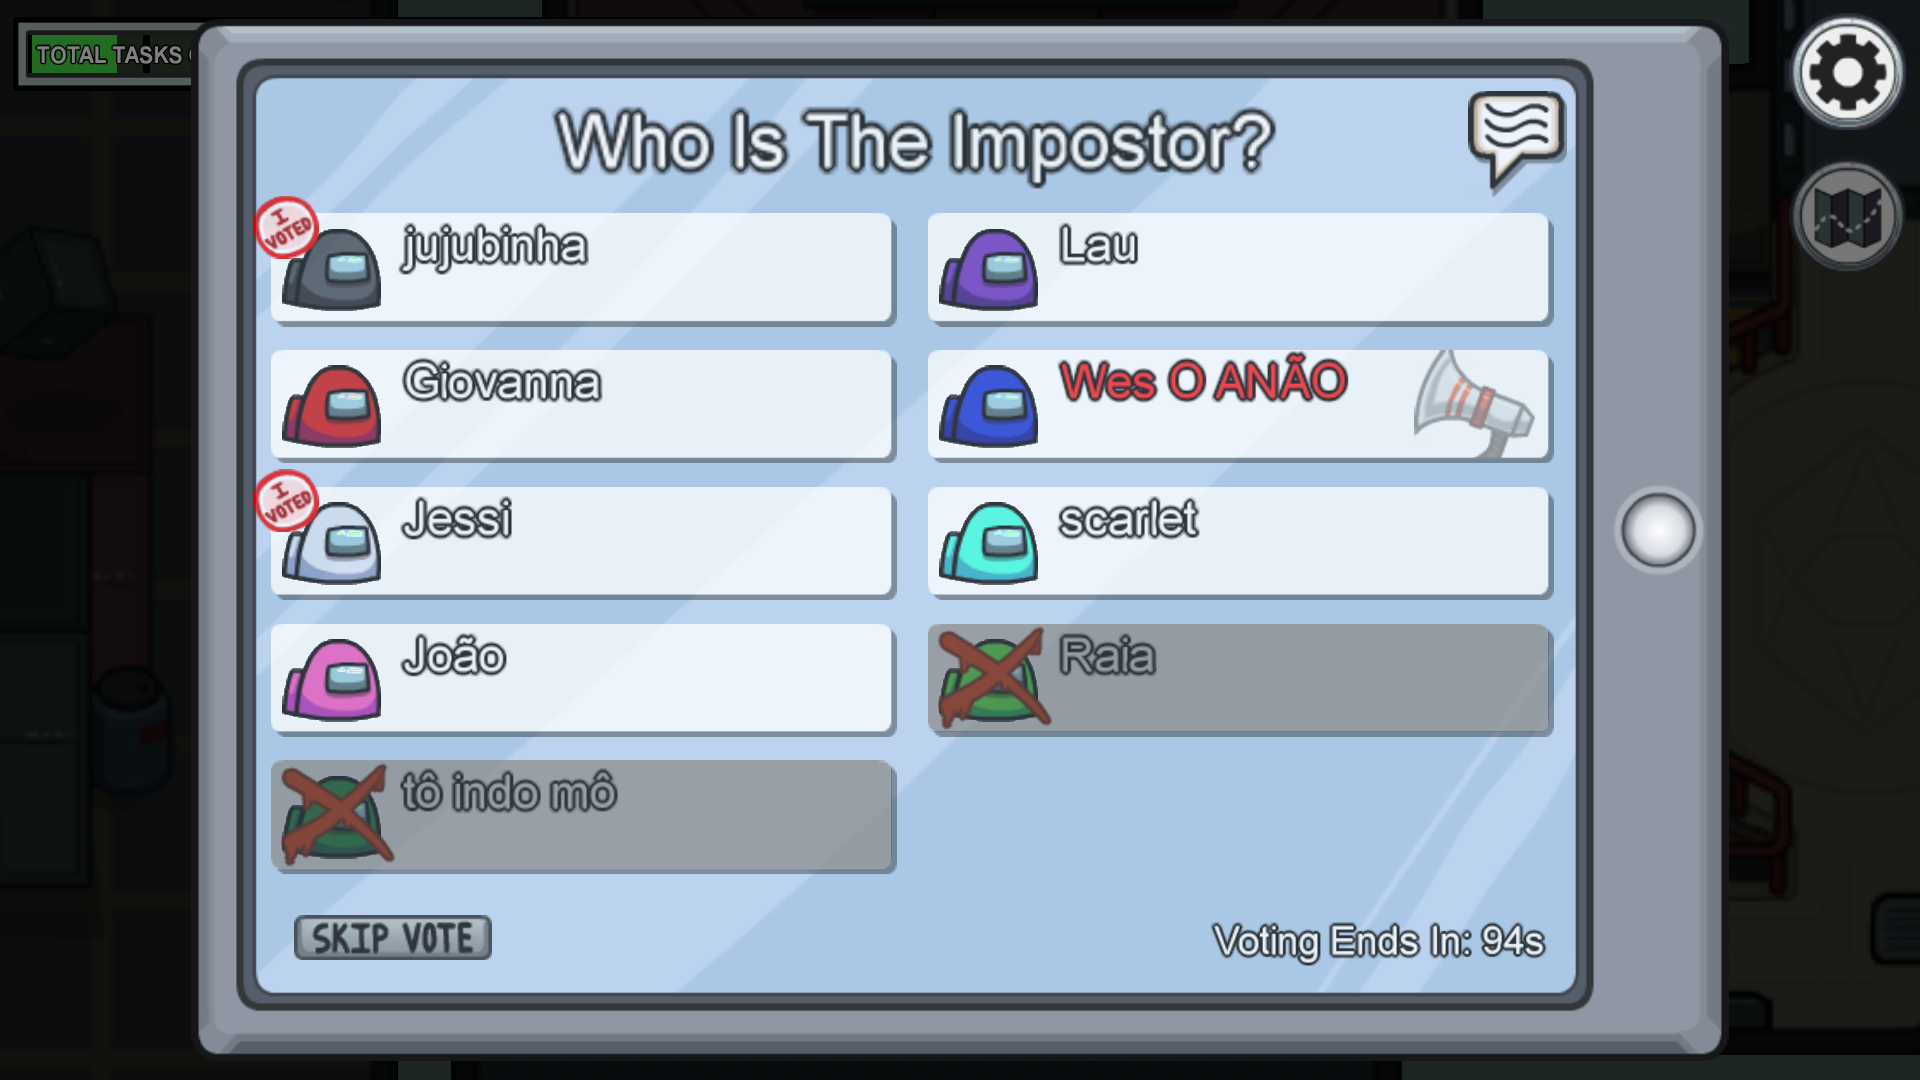 TOTAL TASKS
Who Is The Impostor?
I VOTED
jujubinha
Lau
Giovanna
Wes O ANÃO
I VOTED
Jessi
scarlet
João
Raia
tô indo mô
SKIP VOTE
Voting Ends In: 94s